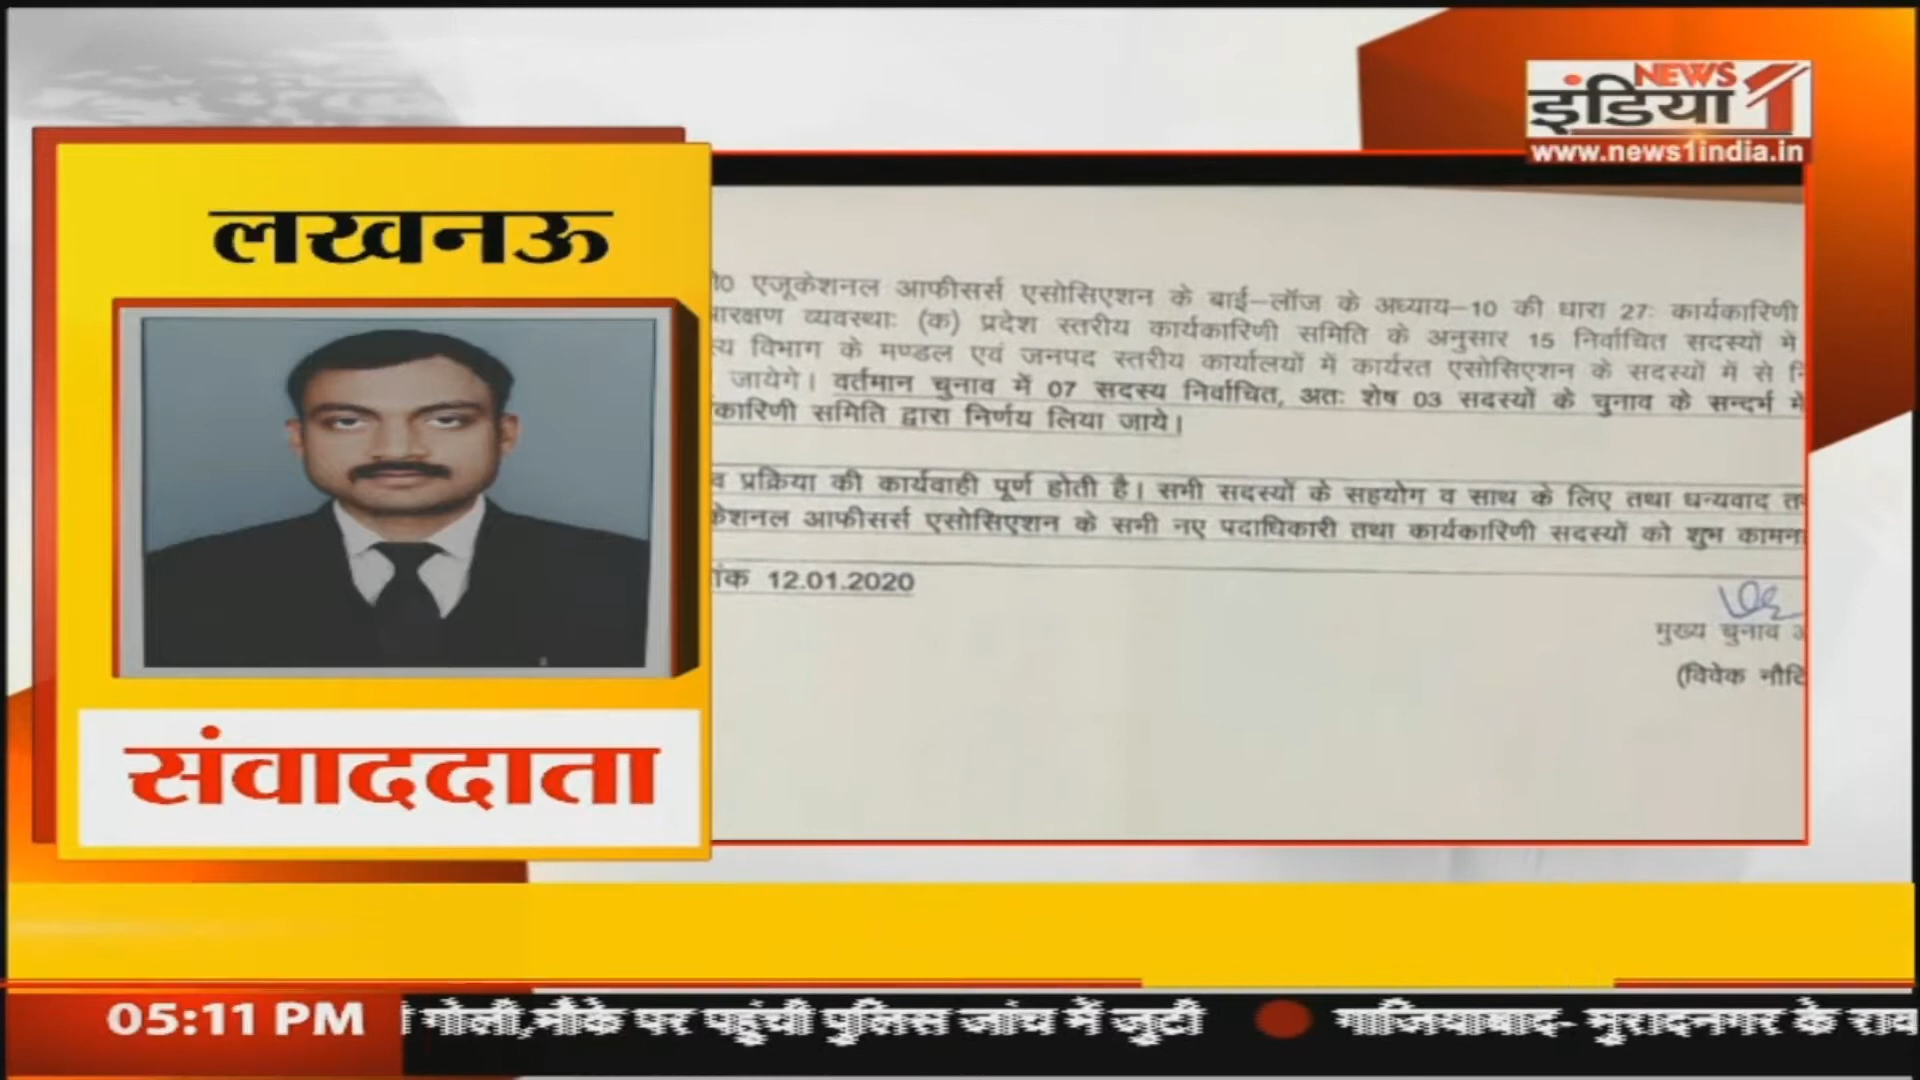 NEWS
इंडिया 1
www.news1india.in
लखनऊ
संवाददाता
एजूकेशनल आफीसर्स एसोसिएशन के बाई–लॉज के अध्याय–10 की धारा 27: कार्यकारिणी
व्यवस्था: (क) प्रदेश स्तरीय कार्यकारिणी समिति के अनुसार 15 निर्वाचित सदस्यों में
विभाग के मण्डल एवं जनपद स्तरीय कार्यालयों में कार्यरत एसोसिएशन के सदस्यों में से
जायेगे। वर्तमान चुनाव में 07 सदस्य निर्वाचित, अतः शेष 03 सदस्यों के चुनाव के सन्दर्भ में
समिति द्वारा निर्णय लिया जाये।
प्रक्रिया की कार्यवाही पूर्ण होती है। सभी सदस्यों के सहयोग व साथ के लिए तथा धन्यवाद
आफीसर्स एसोसिएशन के सभी नए पदाधिकारी तथा कार्यकारिणी सदस्यों को शुभ
12.01.2020
मुख्य चुनाव
(विवेक
05:11 PM
गोली,मौके पर पहुंची पुलिस जांच में जुटी
गाजियाबाद- मुरादनगर के